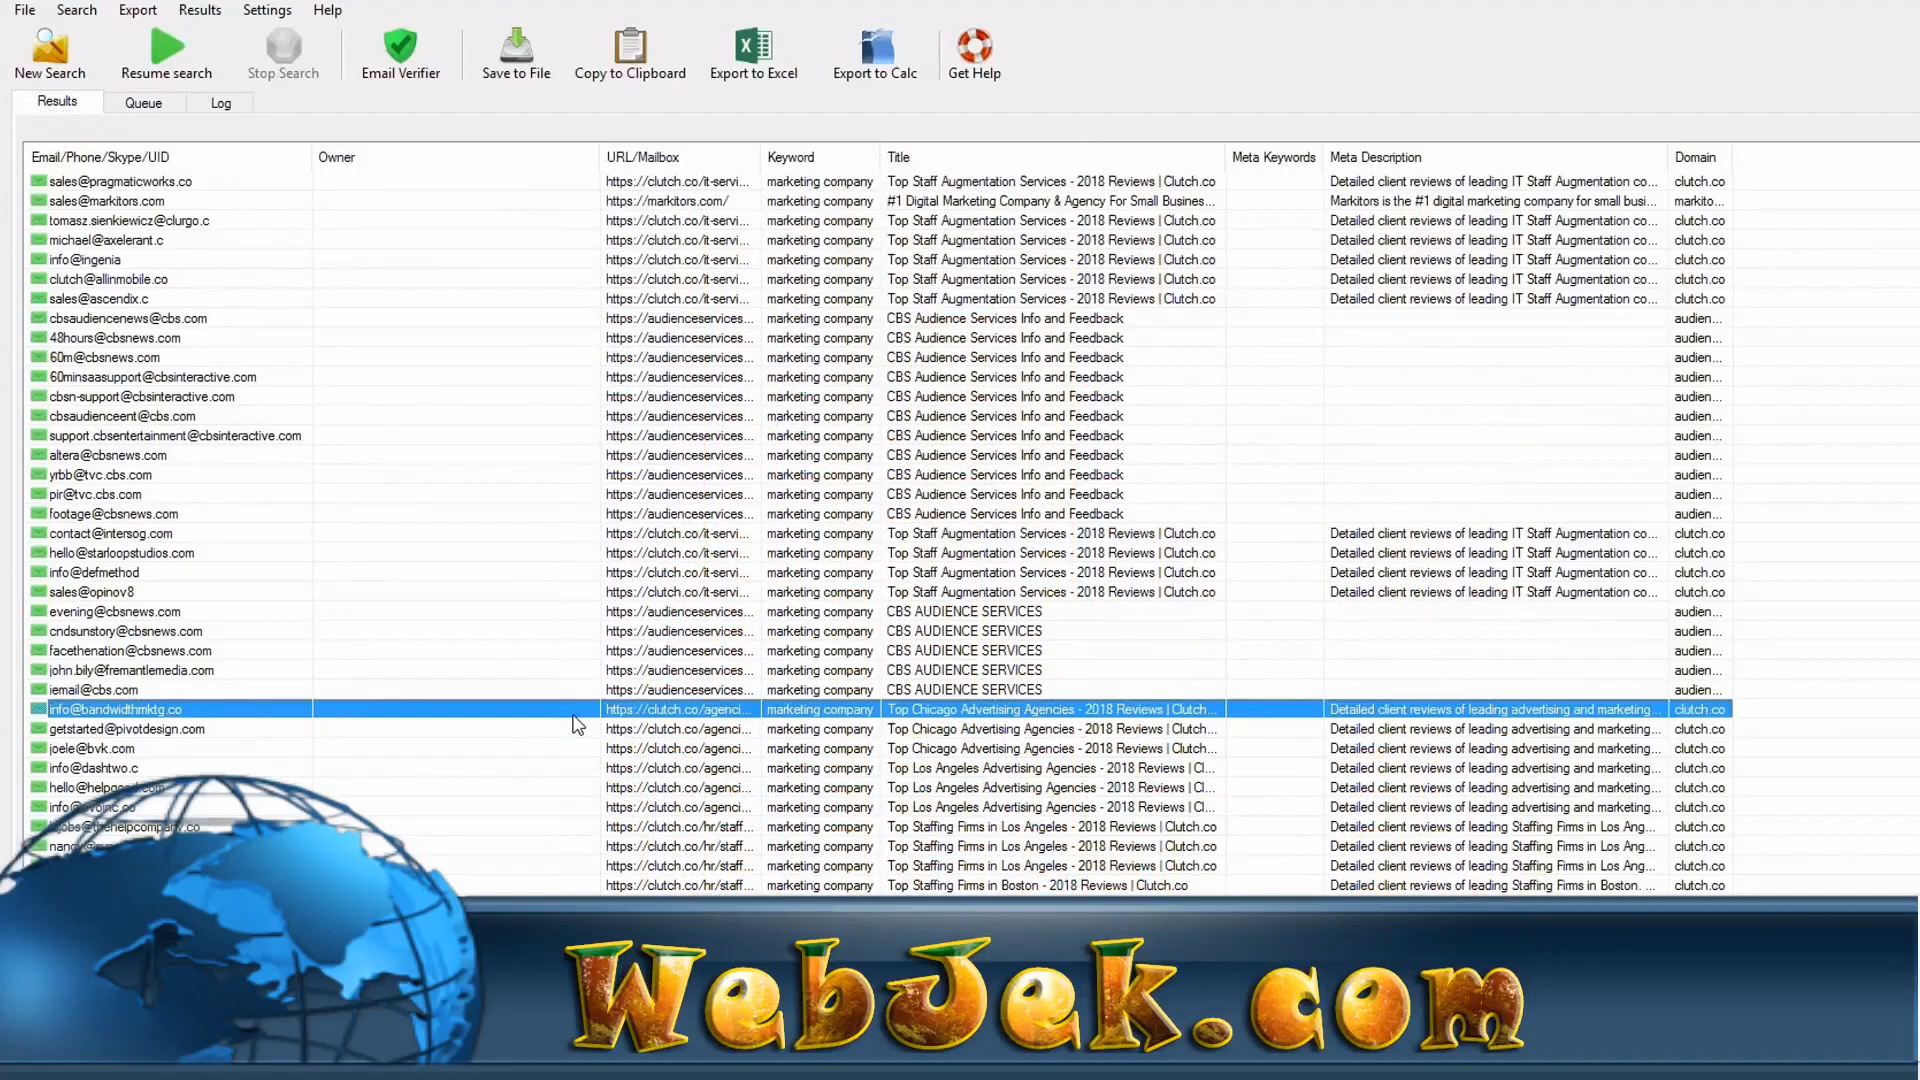 File Search Export Results Settings Help
New Search Resume search Stop Search Email Verifier Save to File Copy to Clipboard Export to Excel Export to Calc Get Help
Results Queue Log
Email/Phone/Skype/UID Owner URL/Mailbox Keyword Title Meta Keywords Meta Description Domain
sales@pragmaticworks.co https://clutch.co/it-servi... marketing company Top Staff Augmentation Services - 2018 Reviews | Clutch.co Detailed client reviews of leading IT Staff Augmentation co... clutch.co
sales@markitors.com https://markitors.com/ marketing company #1 Digital Marketing Company & Agency For Small Busines... Markitors is the #1 digital marketing company for small busi... markito...
tomasz.sienkiewicz@clurgo.c https://clutch.co/it-servi... marketing company Top Staff Augmentation Services - 2018 Reviews | Clutch.co Detailed client reviews of leading IT Staff Augmentation co... clutch.co
michael@axelerant.c https://clutch.co/it-servi... marketing company Top Staff Augmentation Services - 2018 Reviews | Clutch.co Detailed client reviews of leading IT Staff Augmentation co... clutch.co
info@ingenia https://clutch.co/it-servi... marketing company Top Staff Augmentation Services - 2018 Reviews | Clutch.co Detailed client reviews of leading IT Staff Augmentation co... clutch.co
clutch@allinmobile.co https://clutch.co/it-servi... marketing company Top Staff Augmentation Services - 2018 Reviews | Clutch.co Detailed client reviews of leading IT Staff Augmentation co... clutch.co
sales@ascendix.c https://clutch.co/it-servi... marketing company Top Staff Augmentation Services - 2018 Reviews | Clutch.co Detailed client reviews of leading IT Staff Augmentation co... clutch.co
cbsaudiencenews@cbs.com https://audienceservices... marketing company CBS Audience Services Info and Feedback audien...
48hours@cbsnews.com https://audienceservices... marketing company CBS Audience Services Info and Feedback audien...
60m@cbsnews.com https://audienceservices... marketing company CBS Audience Services Info and Feedback audien...
60minsaasupport@cbsinteractive.com https://audienceservices... marketing company CBS Audience Services Info and Feedback audien...
cbsn-support@cbsinteractive.com https://audienceservices... marketing company CBS Audience Services Info and Feedback audien...
cbsaudienceent@cbs.com https://audienceservices... marketing company CBS Audience Services Info and Feedback audien...
support.cbsentertainment@cbsinteractive.com https://audienceservices... marketing company CBS Audience Services Info and Feedback audien...
altera@cbsnews.com https://audienceservices... marketing company CBS Audience Services Info and Feedback audien...
yrbb@tvc.cbs.com https://audienceservices... marketing company CBS Audience Services Info and Feedback audien...
pir@tvc.cbs.com https://audienceservices... marketing company CBS Audience Services Info and Feedback audien...
footage@cbsnews.com https://audienceservices... marketing company CBS Audience Services Info and Feedback audien...
contact@intersog.com https://clutch.co/it-servi... marketing company Top Staff Augmentation Services - 2018 Reviews | Clutch.co Detailed client reviews of leading IT Staff Augmentation co... clutch.co
hello@starloopstudios.com https://clutch.co/it-servi... marketing company Top Staff Augmentation Services - 2018 Reviews | Clutch.co Detailed client reviews of leading IT Staff Augmentation co... clutch.co
info@defmethod https://clutch.co/it-servi... marketing company Top Staff Augmentation Services - 2018 Reviews | Clutch.co Detailed client reviews of leading IT Staff Augmentation co... clutch.co
sales@opinov8 https://clutch.co/it-servi... marketing company Top Staff Augmentation Services - 2018 Reviews | Clutch.co Detailed client reviews of leading IT Staff Augmentation co... clutch.co
evening@cbsnews.com https://audienceservices... marketing company CBS AUDIENCE SERVICES audien...
cndsunstory@cbsnews.com https://audienceservices... marketing company CBS AUDIENCE SERVICES audien...
facethenation@cbsnews.com https://audienceservices... marketing company CBS AUDIENCE SERVICES audien...
john.bily@fremantlemedia.com https://audienceservices... marketing company CBS AUDIENCE SERVICES audien...
iemail@cbs.com https://audienceservices... marketing company CBS AUDIENCE SERVICES audien...
info@bandwidthmktg.co https://clutch.co/agenci... marketing company Top Chicago Advertising Agencies - 2018 Reviews | Clutch... Detailed client reviews of leading advertising and marketing... clutch.co
getstarted@pivotdesign.com https://clutch.co/agenci... marketing company Top Chicago Advertising Agencies - 2018 Reviews | Clutch... Detailed client reviews of leading advertising and marketing... clutch.co
joele@bvk.com https://clutch.co/agenci... marketing company Top Chicago Advertising Agencies - 2018 Reviews | Clutch... Detailed client reviews of leading advertising and marketing... clutch.co
info@dashtwo.c https://clutch.co/agenci... marketing company Top Los Angeles Advertising Agencies - 2018 Reviews | Cl... Detailed client reviews of leading advertising and marketing... clutch.co
https://clutch.co/agenci... marketing company Top Los Angeles Advertising Agencies - 2018 Reviews | Cl... Detailed client reviews of leading advertising and marketing... clutch.co
https://clutch.co/agenci... marketing company Top Los Angeles Advertising Agencies - 2018 Reviews | Cl... Detailed client reviews of leading advertising and marketing... clutch.co
https://clutch.co/hr/staff... marketing company Top Staffing Firms in Los Angeles - 2018 Reviews | Clutch.co Detailed client reviews of leading Staffing Firms in Los Ang... clutch.co
https://clutch.co/hr/staff... marketing company Top Staffing Firms in Los Angeles - 2018 Reviews | Clutch.co Detailed client reviews of leading Staffing Firms in Los Ang... clutch.co
https://clutch.co/hr/staff... marketing company Top Staffing Firms in Los Angeles - 2018 Reviews | Clutch.co Detailed client reviews of leading Staffing Firms in Los Ang... clutch.co
https://clutch.co/hr/staff... marketing company Top Staffing Firms in Boston - 2018 Reviews | Clutch.co Detailed client reviews of leading Staffing Firms in Boston. ... clutch.co
WebJek.com